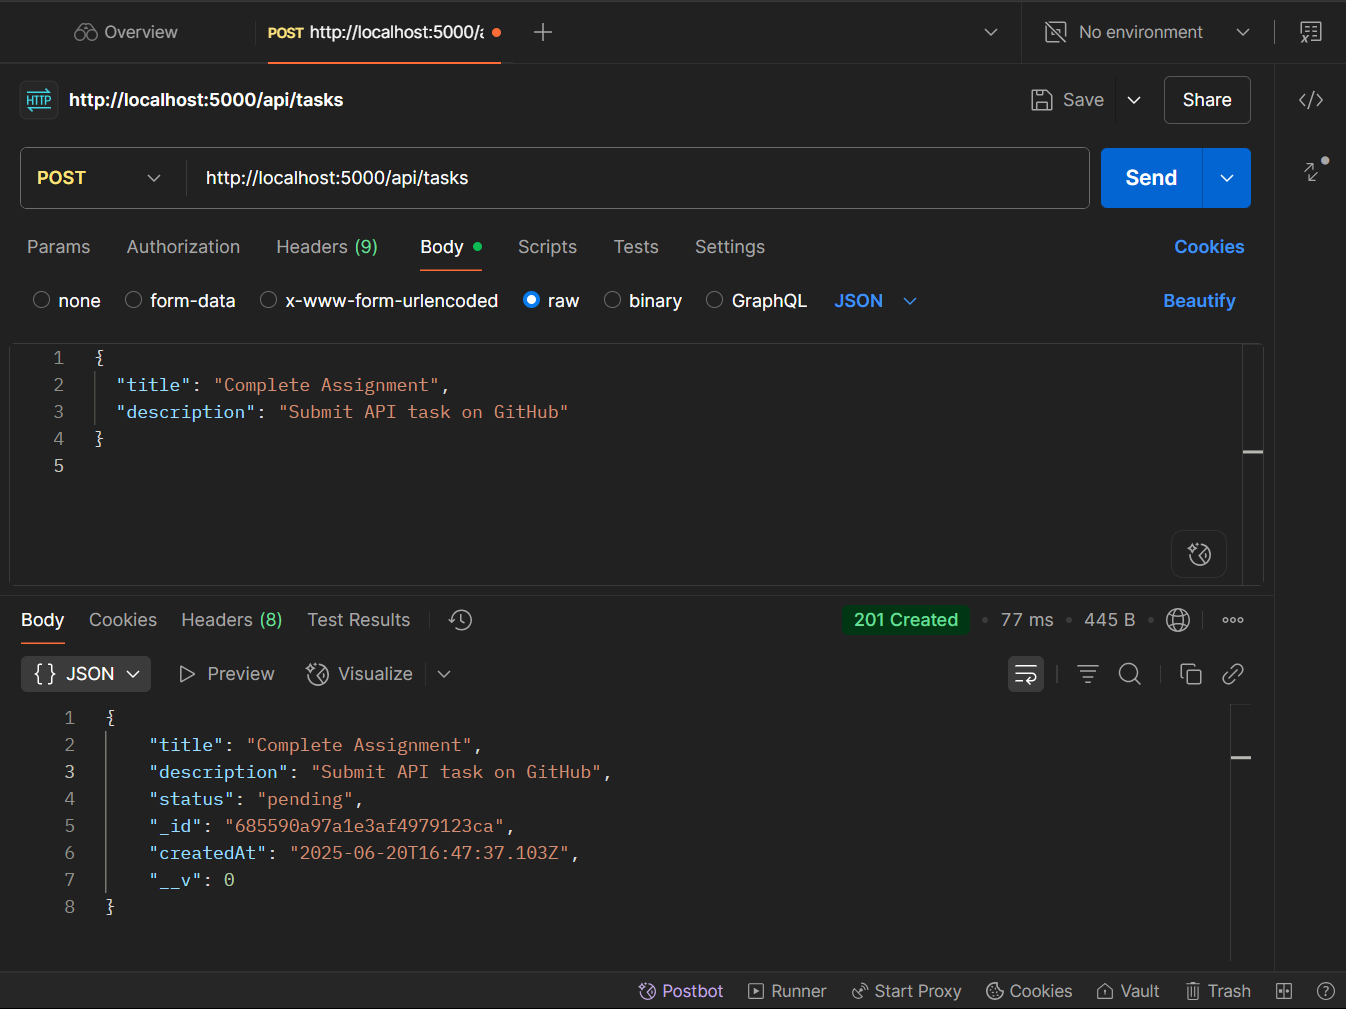 Overview
POST http://localhost:5000/a
No environment
HTTP http://localhost:5000/api/tasks
Save
Share
POST http://localhost:5000/api/tasks
Send
Params Authorization Headers (9) Body Scripts Tests Settings Cookies
none form-data x-www-form-urlencoded raw binary GraphQL JSON Beautify
1 {
2 "title": "Complete Assignment",
3 "description": "Submit API task on GitHub"
4 }
5
Body Cookies Headers (8) Test Results 201 Created 77 ms 445 B
{} JSON Preview Visualize
1 {
2 "title": "Complete Assignment",
3 "description": "Submit API task on GitHub",
4 "status": "pending",
5 "_id": "685590a97a1e3af4979123ca",
6 "createdAt": "2025-06-20T16:47:37.103Z",
7 "__v": 0
8 }
Postbot Runner Start Proxy Cookies Vault Trash